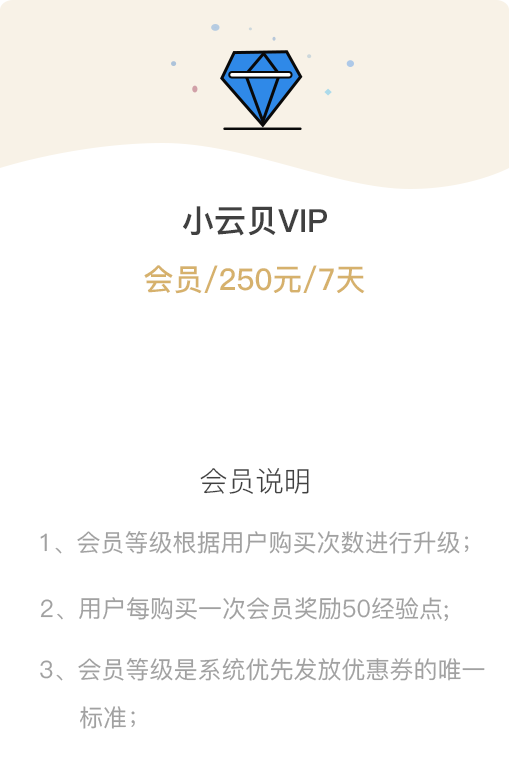 小云贝VIP
会员/250元/7天
会员说明
1、会员等级根据用户购买次数进行升级；
2、用户每购买一次会员奖励50经验点;
3、会员等级是系统优先发放优惠券的唯一
标准；